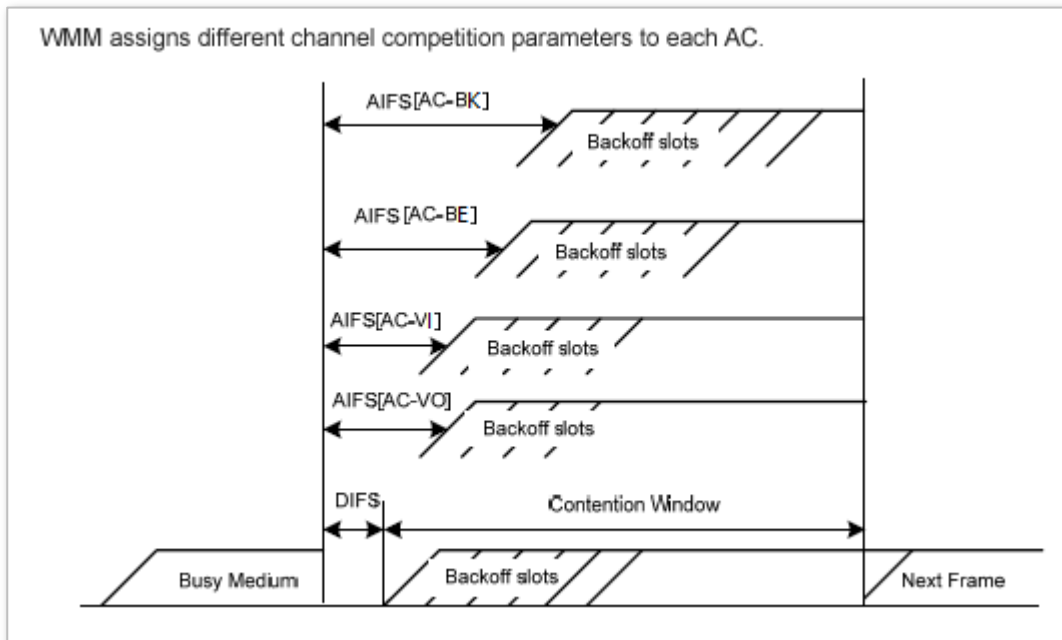 WMM assigns different channel competition parameters to each AC.
AIFS[AC-BK]
Backoff slots
AIFS[AC-BE]
Backoff slots
AIFS[AC-VI]
Backoff slots
AIFS[AC-VO]
Backoff slots
DIFS
Contention Window
Busy Medium
Backoff slots
Next Frame